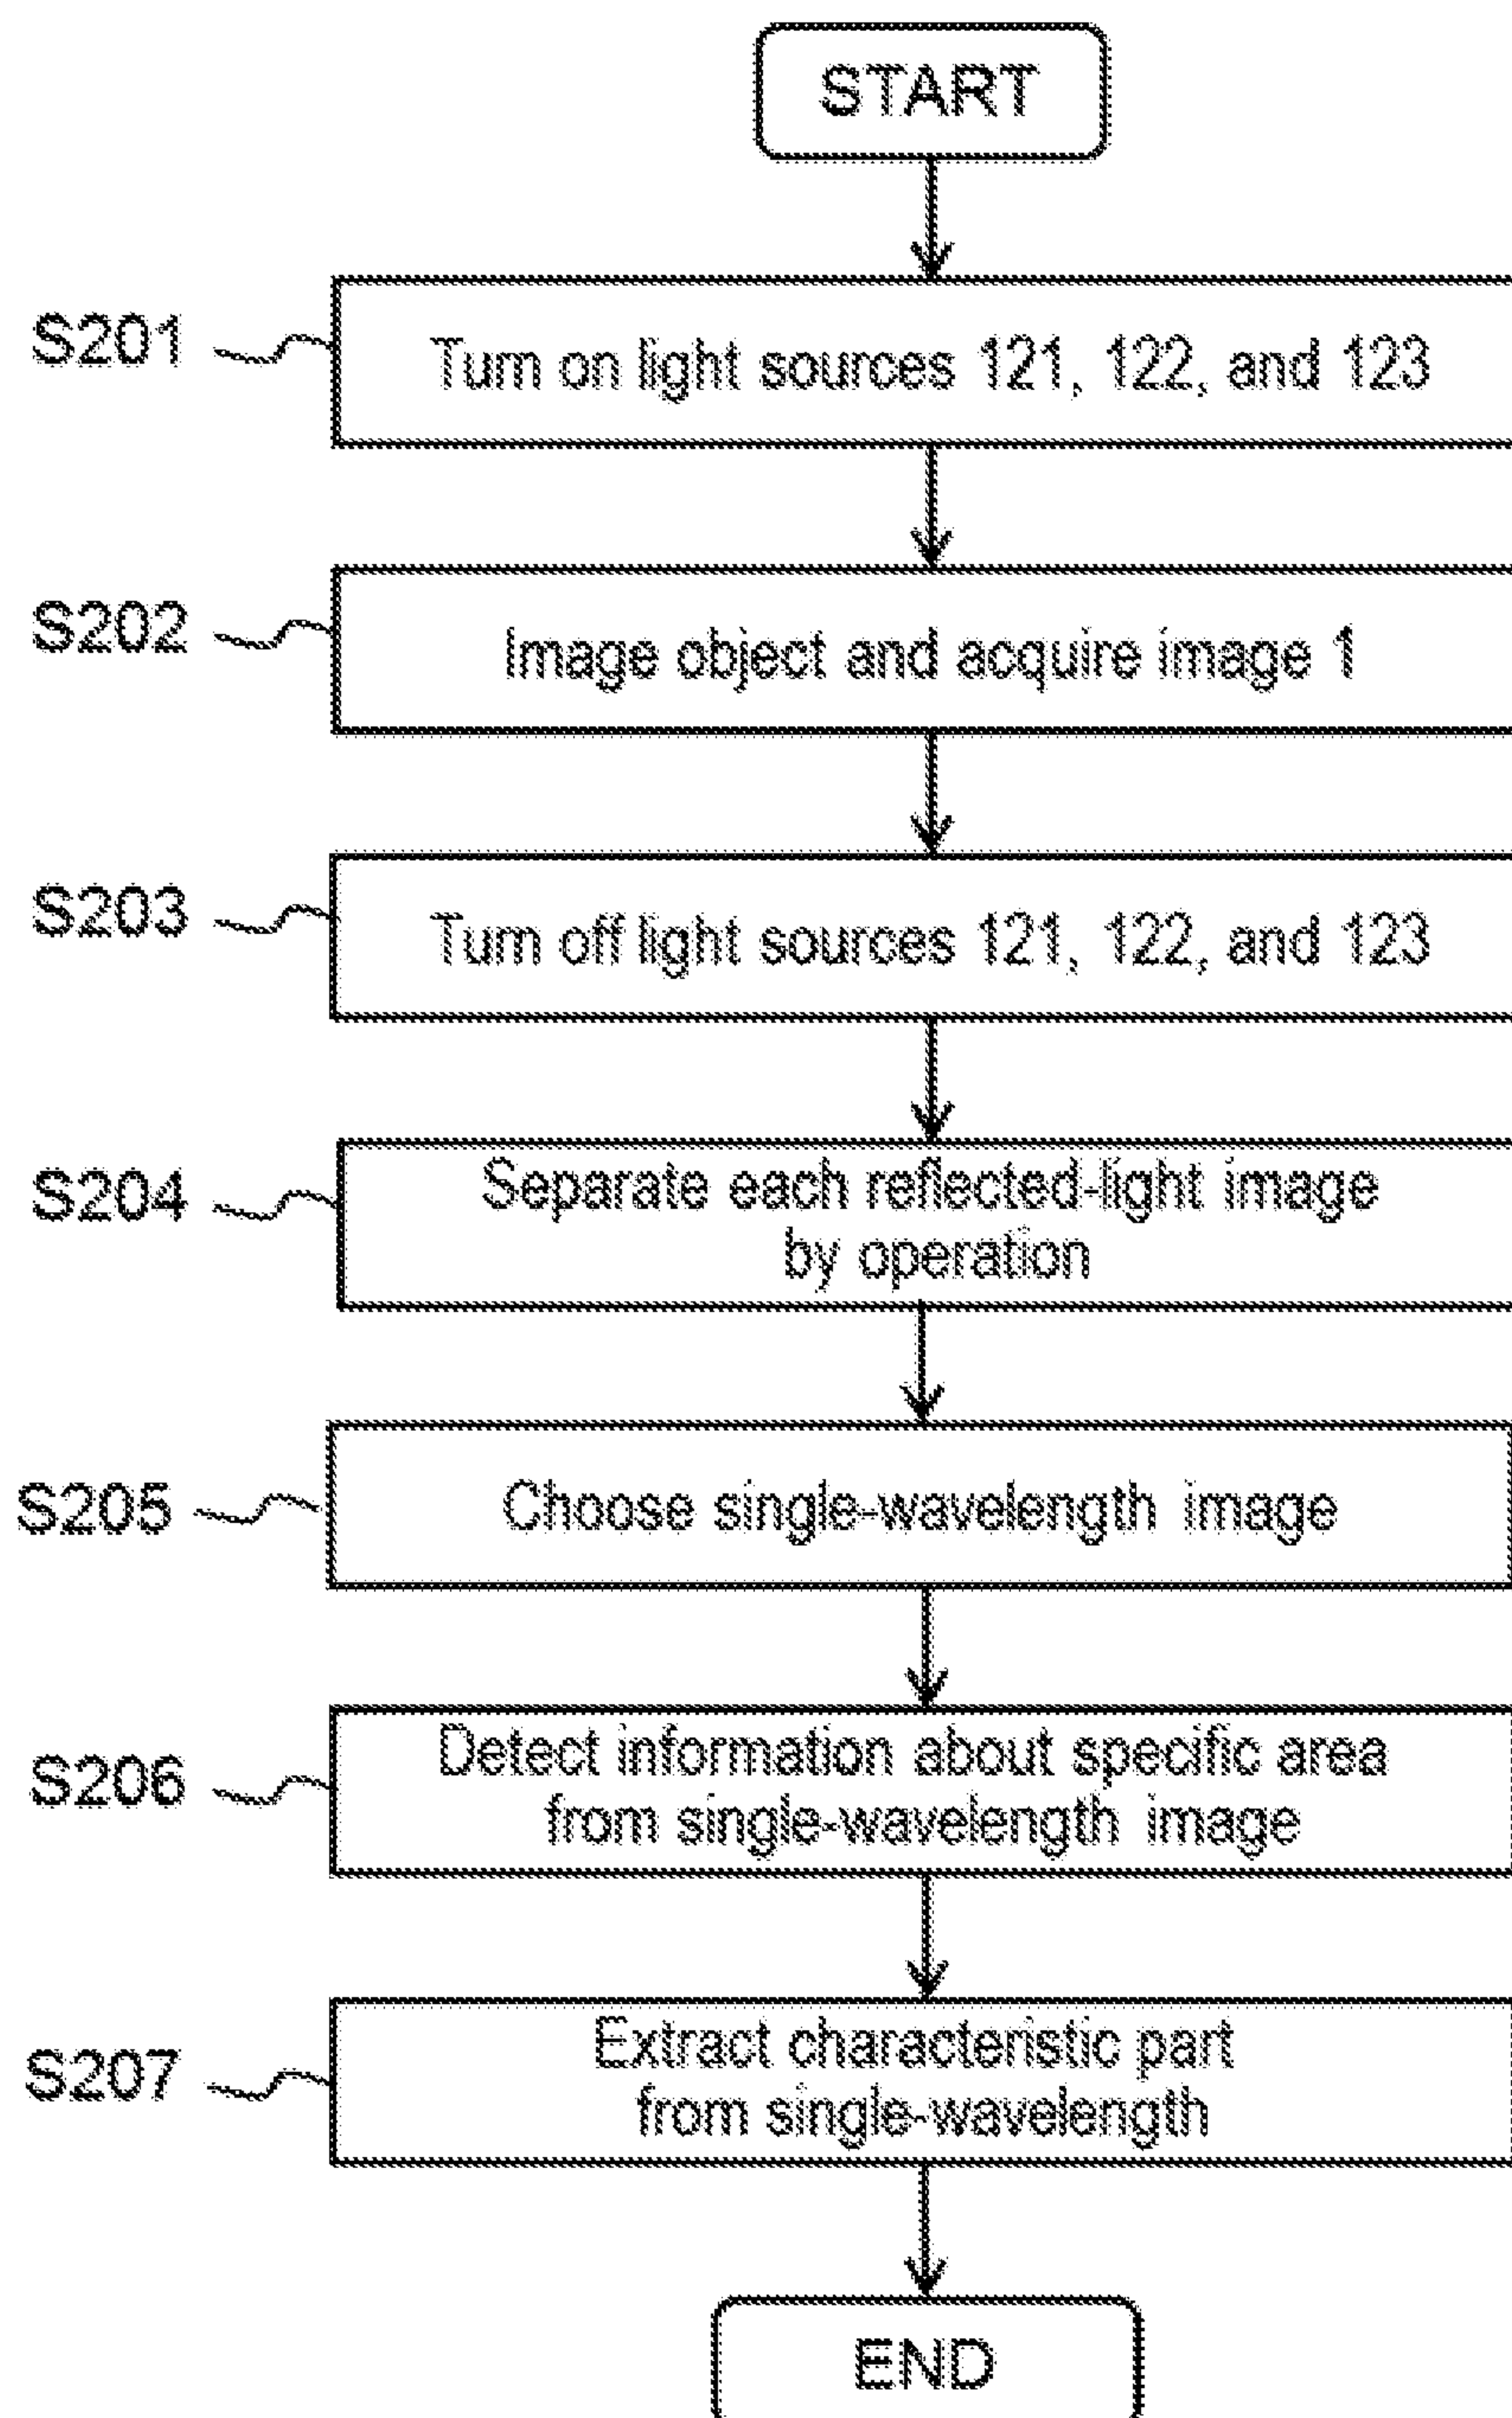 START
S201
Turn on light sources 121, 122, and 123
S202
Image object and acquire image 1
S203
Turn off light sources 121, 122, and 123
S204
Separate each reflected-light image
by operation
S205
Choose single-wavelength image
S206
Detect information about specific area
from single-wavelength image
S207
Extract characteristic part
from single-wavelength
END